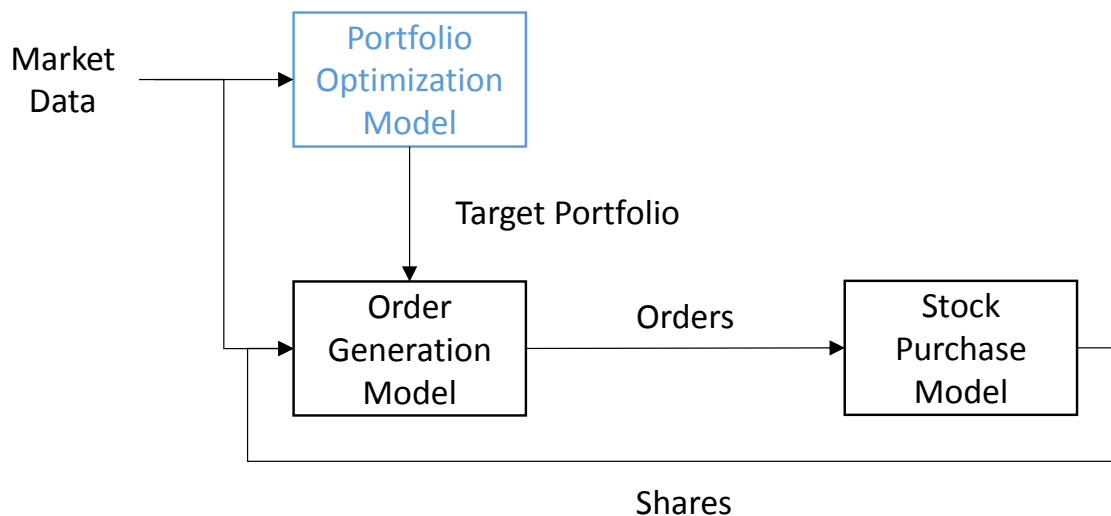 Market
Data
Portfolio
Optimization
Model
Target Portfolio
Order
Generation
Model
Orders
Stock
Purchase
Model
Shares